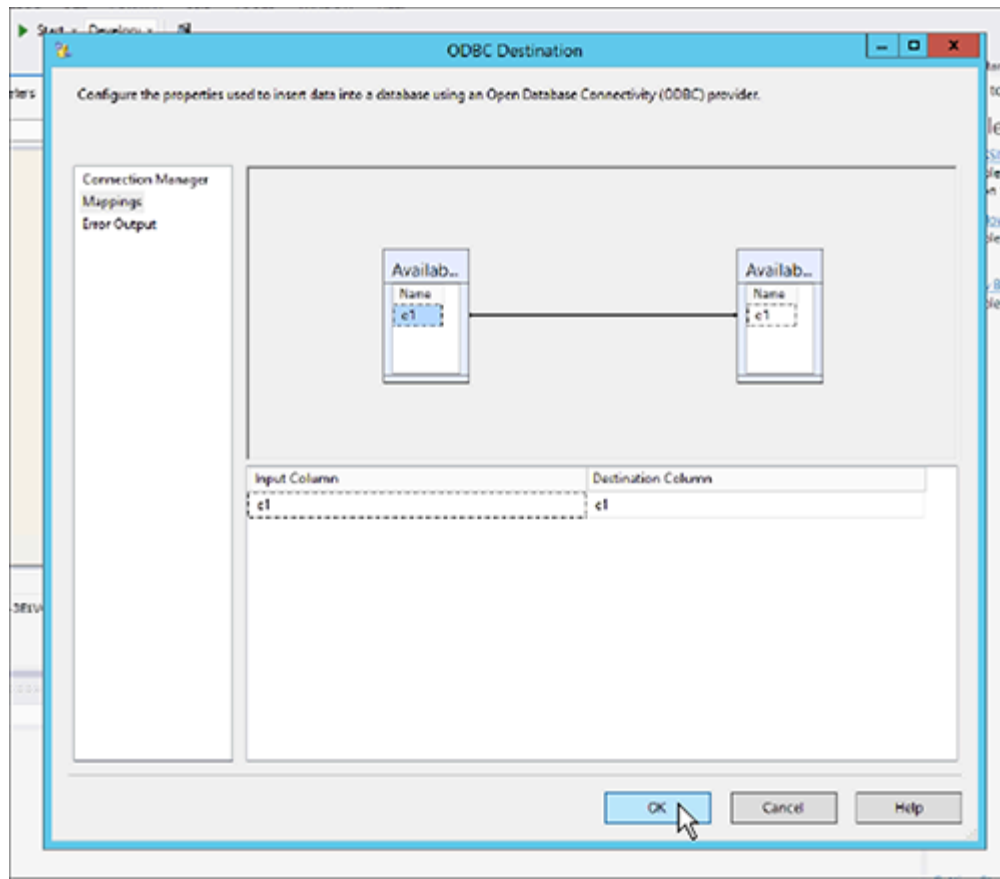 Start Develop
ODBC Destination
Configure the properties used to insert data into a database using an Open Database Connectivity (ODBC) provider.
Connection Manager
Mappings
Error Output
Availab... Availab...
Name Name
c1 c1
Input Column Destination Column
c1 c1
OK Cancel Help